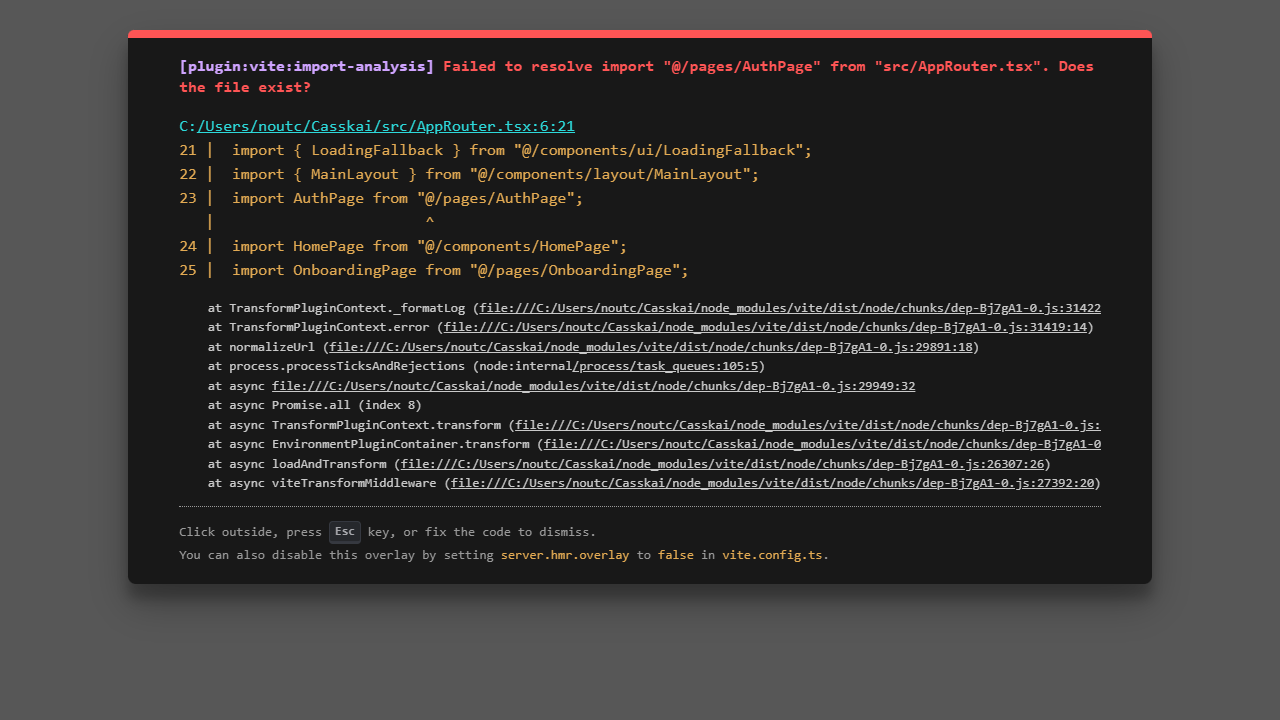 [plugin:vite:import-analysis] Failed to resolve import "@/pages/AuthPage" from "src/AppRouter.tsx". Does
the file exist?
C:/Users/noutc/Casskai/src/AppRouter.tsx:6:21
21 |  import { LoadingFallback } from "@/components/ui/LoadingFallback";
22 |  import { MainLayout } from "@/components/layout/MainLayout";
23 |  import AuthPage from "@/pages/AuthPage";
   |                        ^
24 |  import HomePage from "@/components/HomePage";
25 |  import OnboardingPage from "@/pages/OnboardingPage";
at TransformPluginContext._formatLog (file:///C:/Users/noutc/Casskai/node_modules/vite/dist/node/chunks/dep-Bj7gA1-0.js:31422
at TransformPluginContext.error (file:///C:/Users/noutc/Casskai/node_modules/vite/dist/node/chunks/dep-Bj7gA1-0.js:31419:14)
at normalizeUrl (file:///C:/Users/noutc/Casskai/node_modules/vite/dist/node/chunks/dep-Bj7gA1-0.js:29891:18)
at process.processTicksAndRejections (node:internal/process/task_queues:105:5)
at async file:///C:/Users/noutc/Casskai/node_modules/vite/dist/node/chunks/dep-Bj7gA1-0.js:29949:32
at async Promise.all (index 8)
at async TransformPluginContext.transform (file:///C:/Users/noutc/Casskai/node_modules/vite/dist/node/chunks/dep-Bj7gA1-0.js:
at async EnvironmentPluginContainer.transform (file:///C:/Users/noutc/Casskai/node_modules/vite/dist/node/chunks/dep-Bj7gA1-0
at async loadAndTransform (file:///C:/Users/noutc/Casskai/node_modules/vite/dist/node/chunks/dep-Bj7gA1-0.js:26307:26)
at async viteTransformMiddleware (file:///C:/Users/noutc/Casskai/node_modules/vite/dist/node/chunks/dep-Bj7gA1-0.js:27392:20)
Click outside, press Esc key, or fix the code to dismiss.
You can also disable this overlay by setting server.hmr.overlay to false in vite.config.ts.